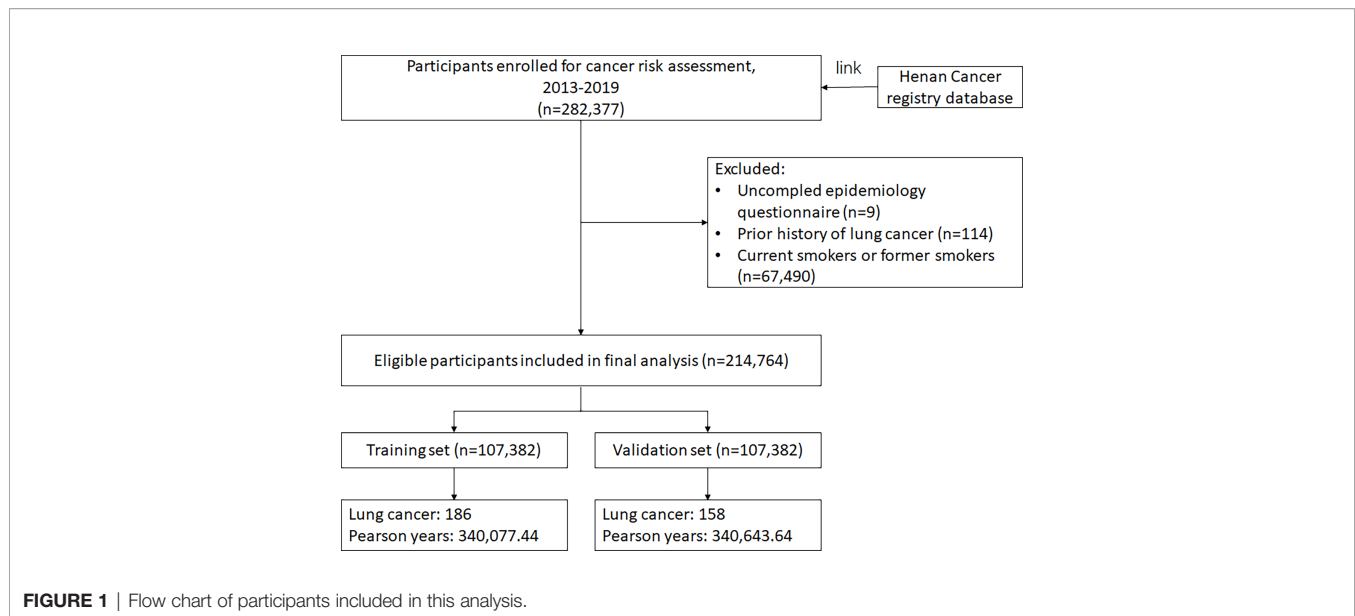 Participants enrolled for cancer risk assessment,
2013-2019
(n=282,377)
link
Henan Cancer
registry database
Excluded:
• Uncompled epidemiology
questionnaire (n=9)
• Prior history of lung cancer (n=114)
• Current smokers or former smokers
(n=67,490)
Eligible participants included in final analysis (n=214,764)
Training set (n=107,382)
Validation set (n=107,382)
Lung cancer: 186
Pearson years: 340,077.44
Lung cancer: 158
Pearson years: 340,643.64
FIGURE 1 | Flow chart of participants included in this analysis.